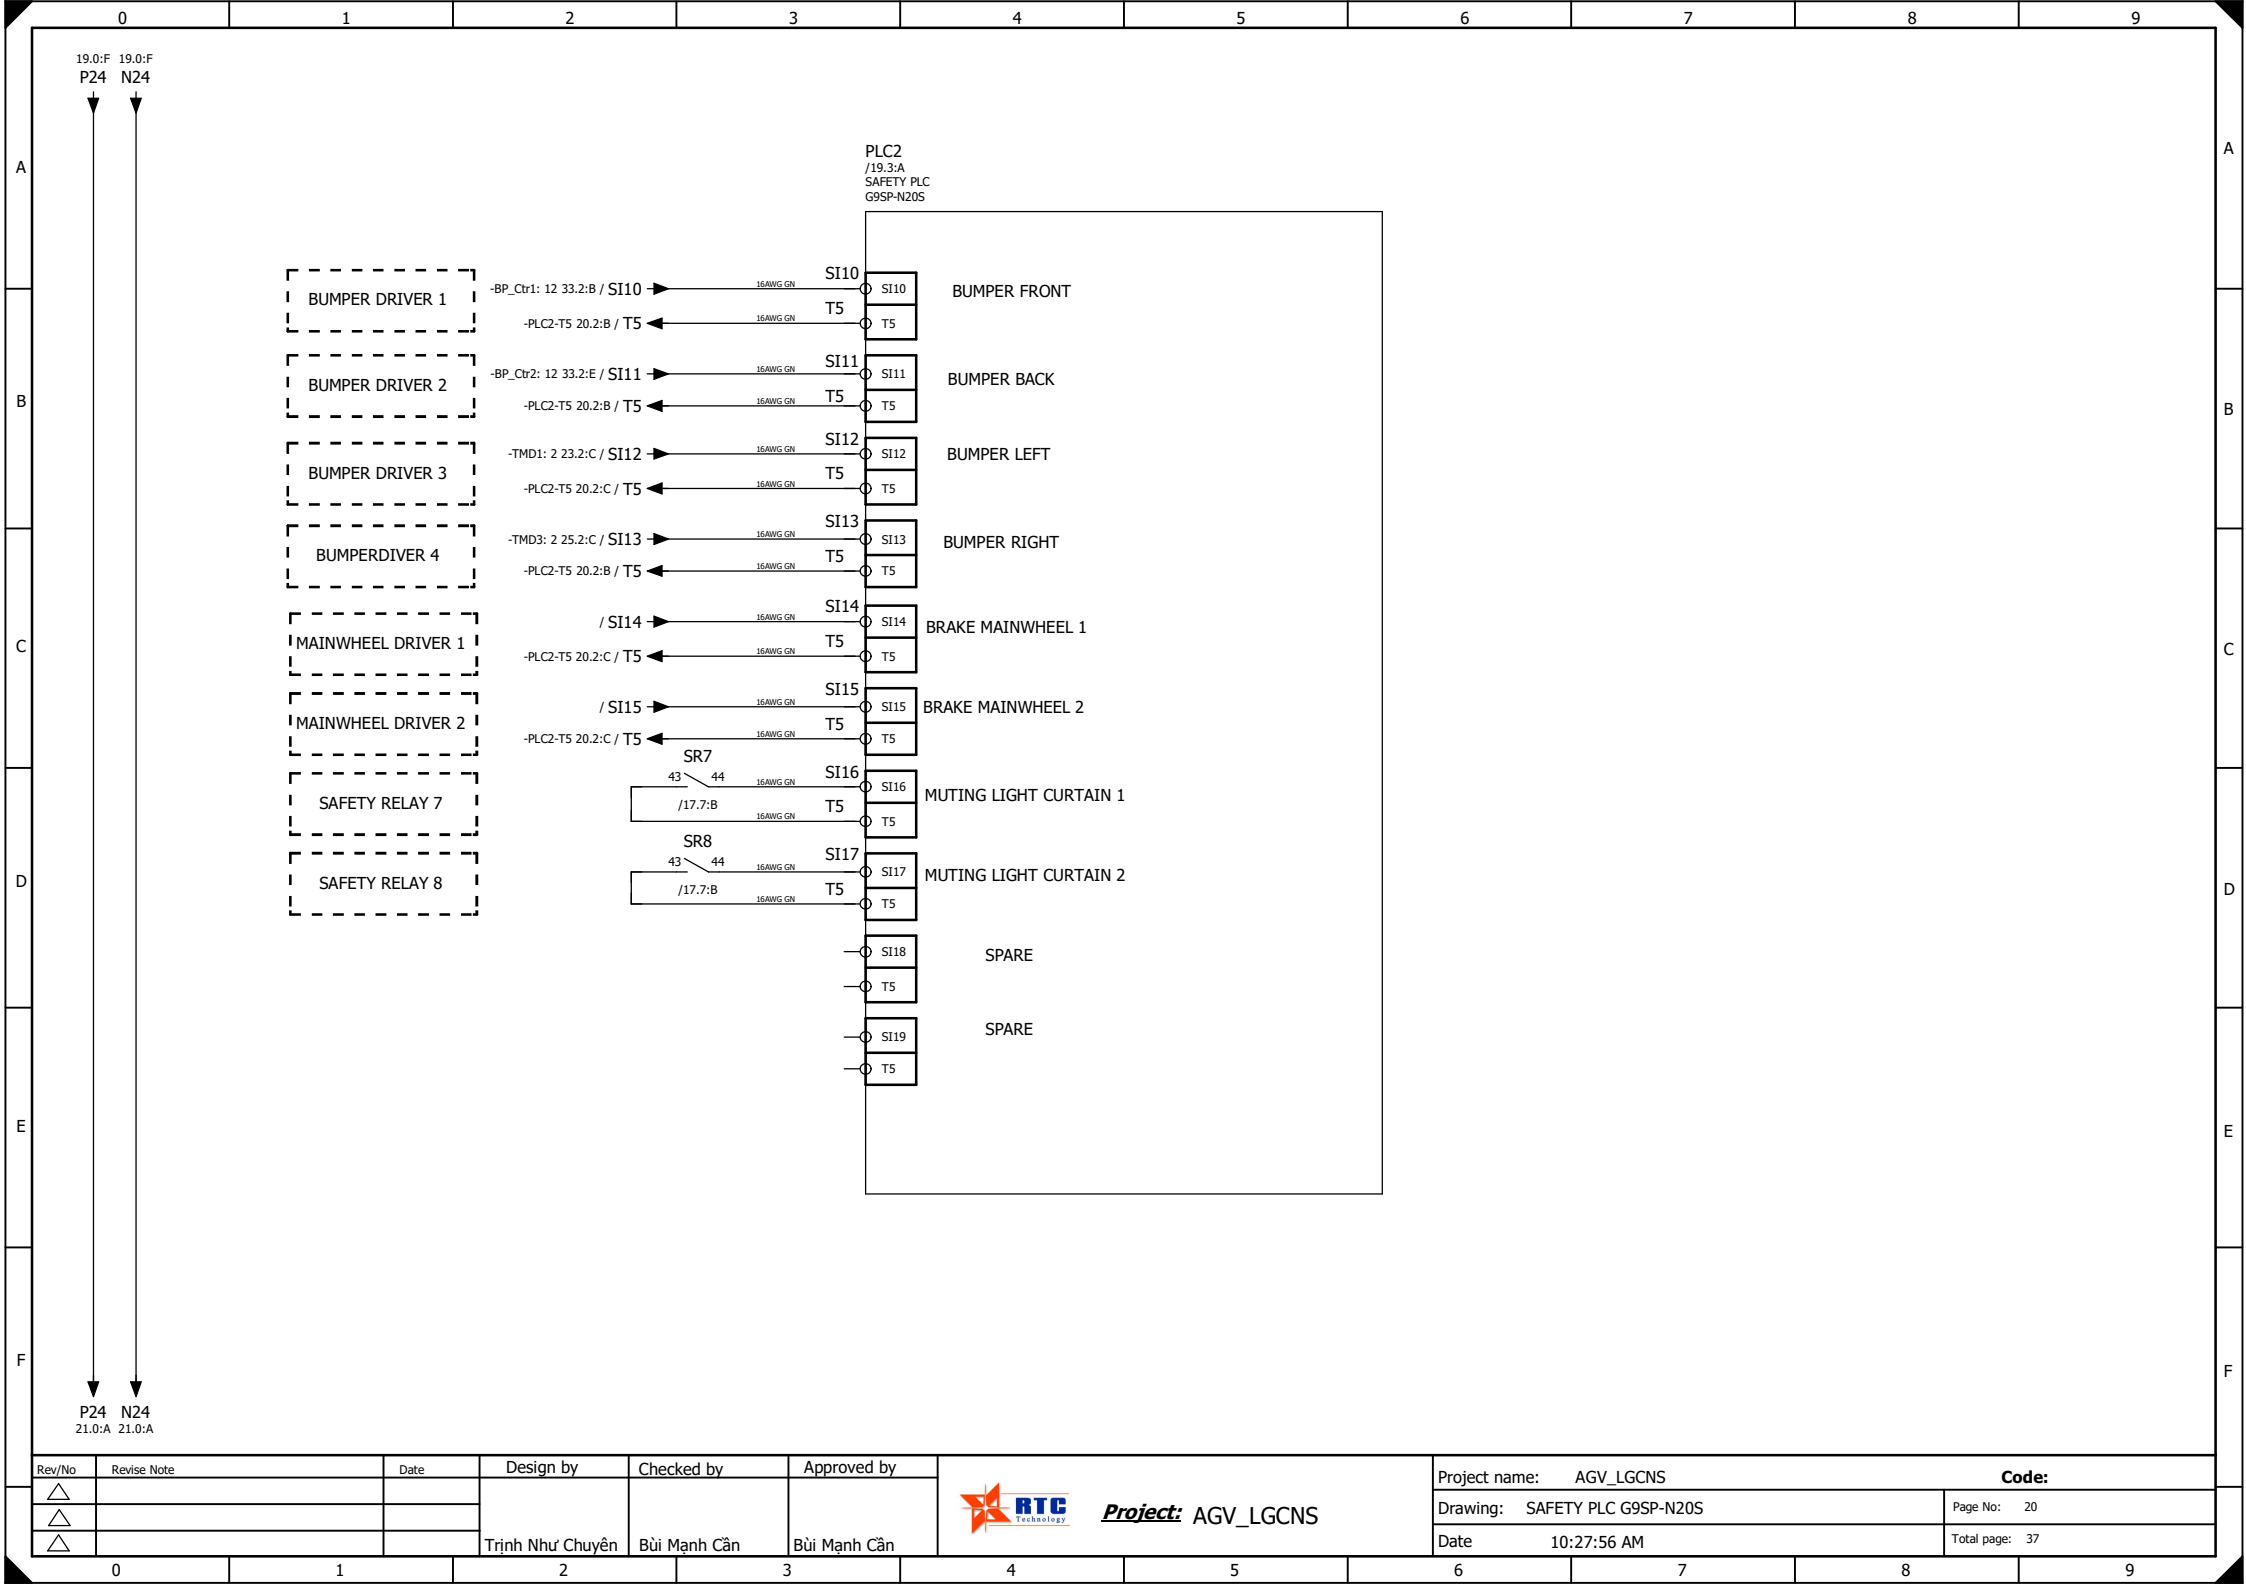 0 1 2 3 4 5 6 7 8 9
19.0:F 19.0:F
P24 N24
A A
PLC2
/19.3:A
SAFETY PLC
G9SP-N20S
BUMPER DRIVER 1 -BP_Ctr1: 12 33.2:B / SI10 16AWG GN SI10 SI10 BUMPER FRONT
-PLC2-T5 20.2:B / T5 16AWG GN T5 T5
BUMPER DRIVER 2 -BP_Ctr2: 12 33.2:E / SI11 16AWG GN SI11 SI11 BUMPER BACK
B -PLC2-T5 20.2:B / T5 16AWG GN T5 T5 B
BUMPER DRIVER 3 -TMD1: 2 23.2:C / SI12 16AWG GN SI12 SI12 BUMPER LEFT
-PLC2-T5 20.2:C / T5 16AWG GN T5 T5
BUMPERDIVER 4 -TMD3: 2 25.2:C / SI13 16AWG GN SI13 SI13 BUMPER RIGHT
-PLC2-T5 20.2:B / T5 16AWG GN T5 T5
MAINWHEEL DRIVER 1 / SI14 16AWG GN SI14 SI14 BRAKE MAINWHEEL 1
C -PLC2-T5 20.2:C / T5 16AWG GN T5 T5 C
MAINWHEEL DRIVER 2 / SI15 16AWG GN SI15 SI15 BRAKE MAINWHEEL 2
-PLC2-T5 20.2:C / T5 16AWG GN T5 T5
SR7
SAFETY RELAY 7 43 44 16AWG GN SI16 SI16 MUTING LIGHT CURTAIN 1
/17.7:B 16AWG GN T5 T5
SR8
SAFETY RELAY 8 43 44 16AWG GN SI17 SI17 MUTING LIGHT CURTAIN 2
D /17.7:B 16AWG GN T5 T5 D
SI18 SPARE
T5
SI19 SPARE
T5
E E
F F
P24 N24
21.0:A 21.0:A
Rev/No Revise Note Date Design by Checked by Approved by
Trịnh Như Chuyên Bùi Mạnh Cần Bùi Mạnh Cần
RTC
Technology
Project: AGV_LGCNS
Project name: AGV_LGCNS Code:
Drawing: SAFETY PLC G9SP-N20S Page No: 20
Date 10:27:56 AM Total page: 37
0 1 2 3 4 5 6 7 8 9